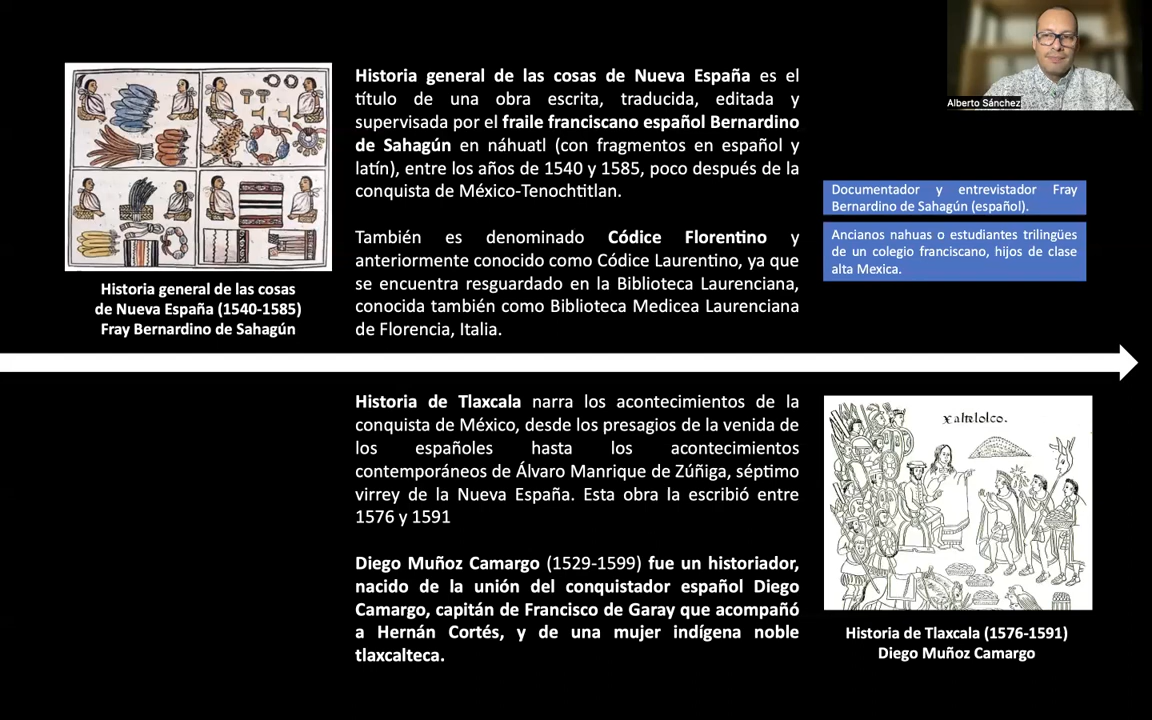 Alberto Sánchez
Historia general de las cosas de Nueva España es el
título de una obra escrita, traducida, editada y
supervisada por el fraile franciscano español Bernardino
de Sahagún en náhuatl (con fragmentos en español y
latín), entre los años de 1540 y 1585, poco después de la
conquista de México-Tenochtitlan.
También es denominado Códice Florentino y
anteriormente conocido como Códice Laurentino, ya que
se encuentra resguardado en la Biblioteca Laurenciana,
conocida también como Biblioteca Medicea Laurenciana
de Florencia, Italia.
Historia general de las cosas
de Nueva España (1540-1585)
Fray Bernardino de Sahagún
Documentador y entrevistador Fray
Bernardino de Sahagún (español).
Ancianos nahuas o estudiantes trilingües
de un colegio franciscano, hijos de clase
alta Mexica.
Historia de Tlaxcala narra los acontecimientos de la
conquista de México, desde los presagios de la venida de
los españoles hasta los acontecimientos
contemporáneos de Álvaro Manrique de Zúñiga, séptimo
virrey de la Nueva España. Esta obra la escribió entre
1576 y 1591
Diego Muñoz Camargo (1529-1599) fue un historiador,
nacido de la unión del conquistador español Diego
Camargo, capitán de Francisco de Garay que acompañó
a Hernán Cortés, y de una mujer indígena noble
tlaxcalteca.
xaltelolco.
Historia de Tlaxcala (1576-1591)
Diego Muñoz Camargo